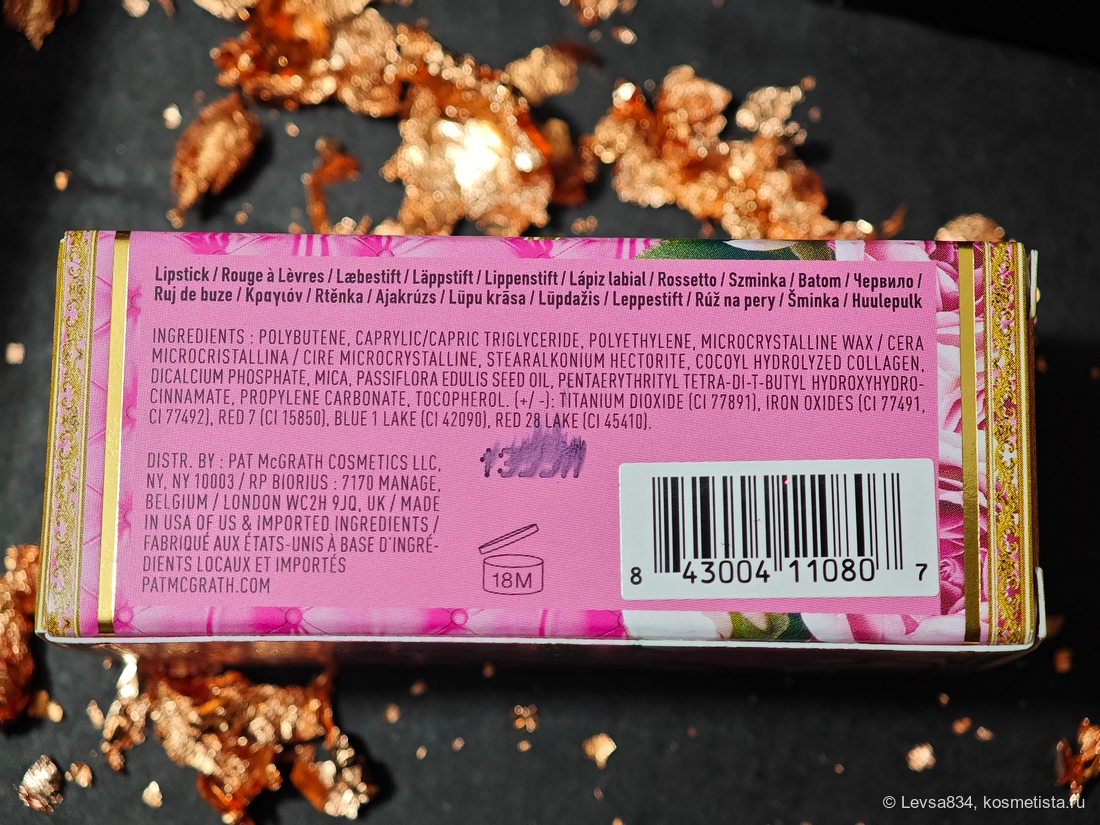 Lipstick / Rouge à Lèvres / Læbestift / Läppstift / Lippenstift / Lápiz labial / Rossetto / Szminka / Batom / Червило /
Ruj de buze / Κραγιόν / Rtěnka / Ajakrúzs / Lūpu krāsa / Lūpdažis / Leppestift / Rúž na pery / Šminka / Huulepulk
INGREDIENTS : POLYBUTENE, CAPRYLIC/CAPRIC TRIGLYCERIDE, POLYETHYLENE, MICROCRYSTALLINE WAX / CERA
MICROCRISTALLINA / CIRE MICROCRYSTALLINE, STEARALKONIUM HECTORITE, COCOYL HYDROLYZED COLLAGEN,
DICALCIUM PHOSPHATE, MICA, PASSIFLORA EDULIS SEED OIL, PENTAERYTHRITYL TETRA-DI-T-BUTYL HYDROXYHYDRO-
CINNAMATE, PROPYLENE CARBONATE, TOCOPHEROL. (+/ -): TITANIUM DIOXIDE (CI 77891), IRON OXIDES (CI 77491,
CI 77492), RED 7 (CI 15850), BLUE 1 LAKE (CI 42090), RED 28 LAKE (CI 45410).
DISTR. BY : PAT McGRATH COSMETICS LLC,
NY, NY 10003 / RP BIORIUS : 7170 MANAGE,
BELGIUM / LONDON WC2H 9JQ, UK / MADE
IN USA OF US & IMPORTED INGREDIENTS /
FABRIQUÉ AUX ÉTATS-UNIS À BASE D'INGRÉ-
DIENTS LOCAUX ET IMPORTÉS
PATMCGRATH.COM
18M
8 43004 11080 7
© Levsa834, kosmetista.ru